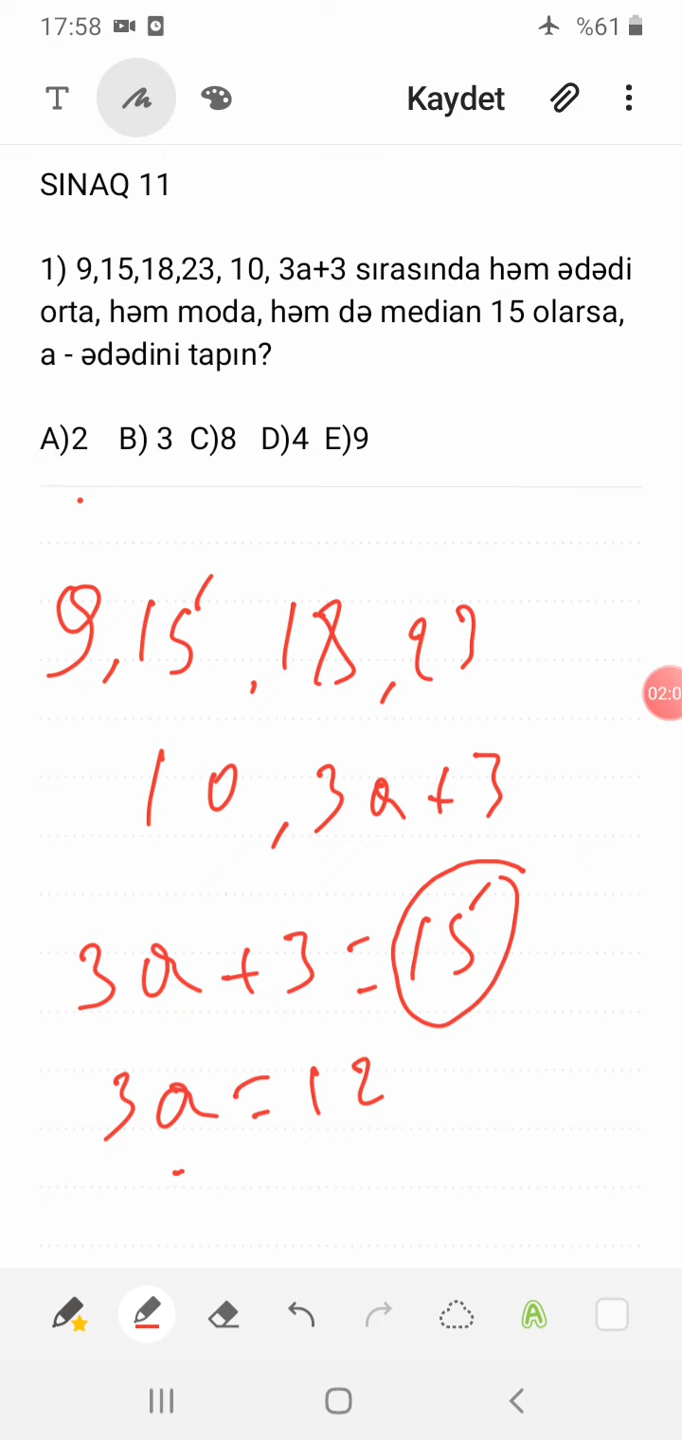 17:58
%61
T
Kaydet
SINAQ 11
1) 9,15,18,23, 10, 3a+3 sırasında həm ədədi
orta, həm moda, həm də median 15 olarsa,
a - ədədini tapın?
A)2 B) 3 C)8 D)4 E)9
9,15,18,23
02:0
10,3a+3
3a+3=15
3a=12
A